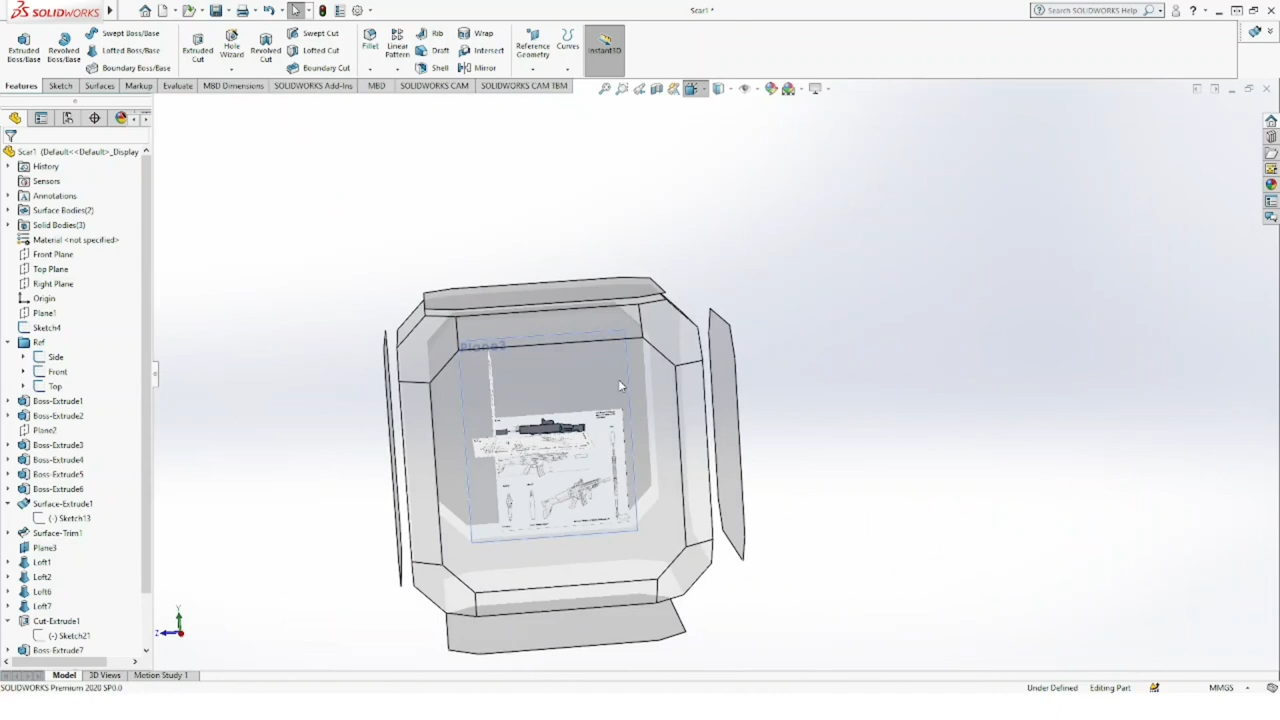 SOLIDWORKS
Scar1 *
Search SOLIDWORKS Help
Extruded Boss/Base
Revolved Boss/Base
Swept Boss/Base
Lofted Boss/Base
Boundary Boss/Base
Extruded Cut
Hole Wizard
Revolved Cut
Swept Cut
Lofted Cut
Boundary Cut
Fillet
Linear Pattern
Rib
Draft
Shell
Wrap
Intersect
Mirror
Reference Geometry
Curves
Instant3D
Features Sketch Surfaces Markup Evaluate MBD Dimensions SOLIDWORKS Add-Ins MBD SOLIDWORKS CAM SOLIDWORKS CAM TBM
Scar1 (Default<<Default>_Display
History
Sensors
Annotations
Surface Bodies(2)
Solid Bodies(3)
Material <not specified>
Front Plane
Top Plane
Right Plane
Origin
Plane1
Sketch4
Ref
Side
Front
Top
Boss-Extrude1
Boss-Extrude2
Plane2
Boss-Extrude3
Boss-Extrude4
Boss-Extrude5
Boss-Extrude6
Surface-Extrude1
(-) Sketch13
Surface-Trim1
Plane3
Loft1
Loft2
Loft6
Loft7
Cut-Extrude1
(-) Sketch21
Boss-Extrude7
Plane3
Y
Z
Model 3D Views Motion Study 1
SOLIDWORKS Premium 2020 SP0.0
Under Defined Editing Part MMGS